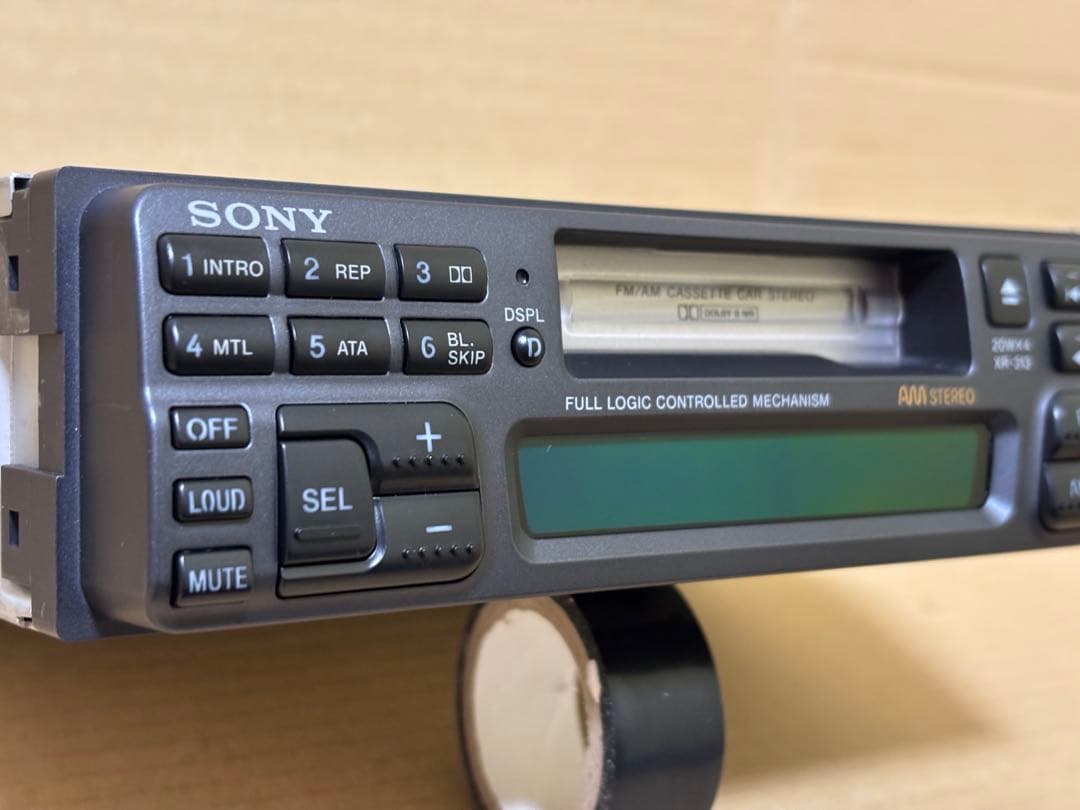 SONY
1 INTRO
2 REP
3
4 MTL
5 ATA
6 BL. SKIP
DSPL
D
OFF
LOUD
MUTE
SEL
+
−
FM/AM CASSETTE CAR STEREO
DOLBY B NR
FULL LOGIC CONTROLLED MECHANISM
AM STEREO
20W×4
XR-313